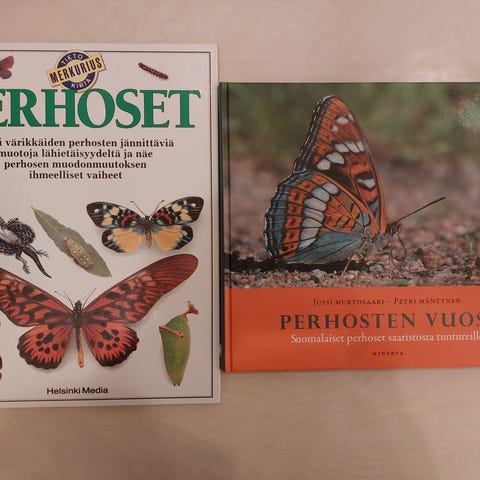 TIETO
MERKURIUS
KIRJA
ERHOSET
i värikkäiden perhosten jännittäviä
muotoja lähietäisyydeltä ja näe
perhosen muodonmuutoksen
ihmeelliset vaiheet
Helsinki Media
JUSSI MURTOSAARI – PETRI MÄNTYNEN
PERHOSTEN VUOS
Suomalaiset perhoset saaristosta tuntureille
MINERVA